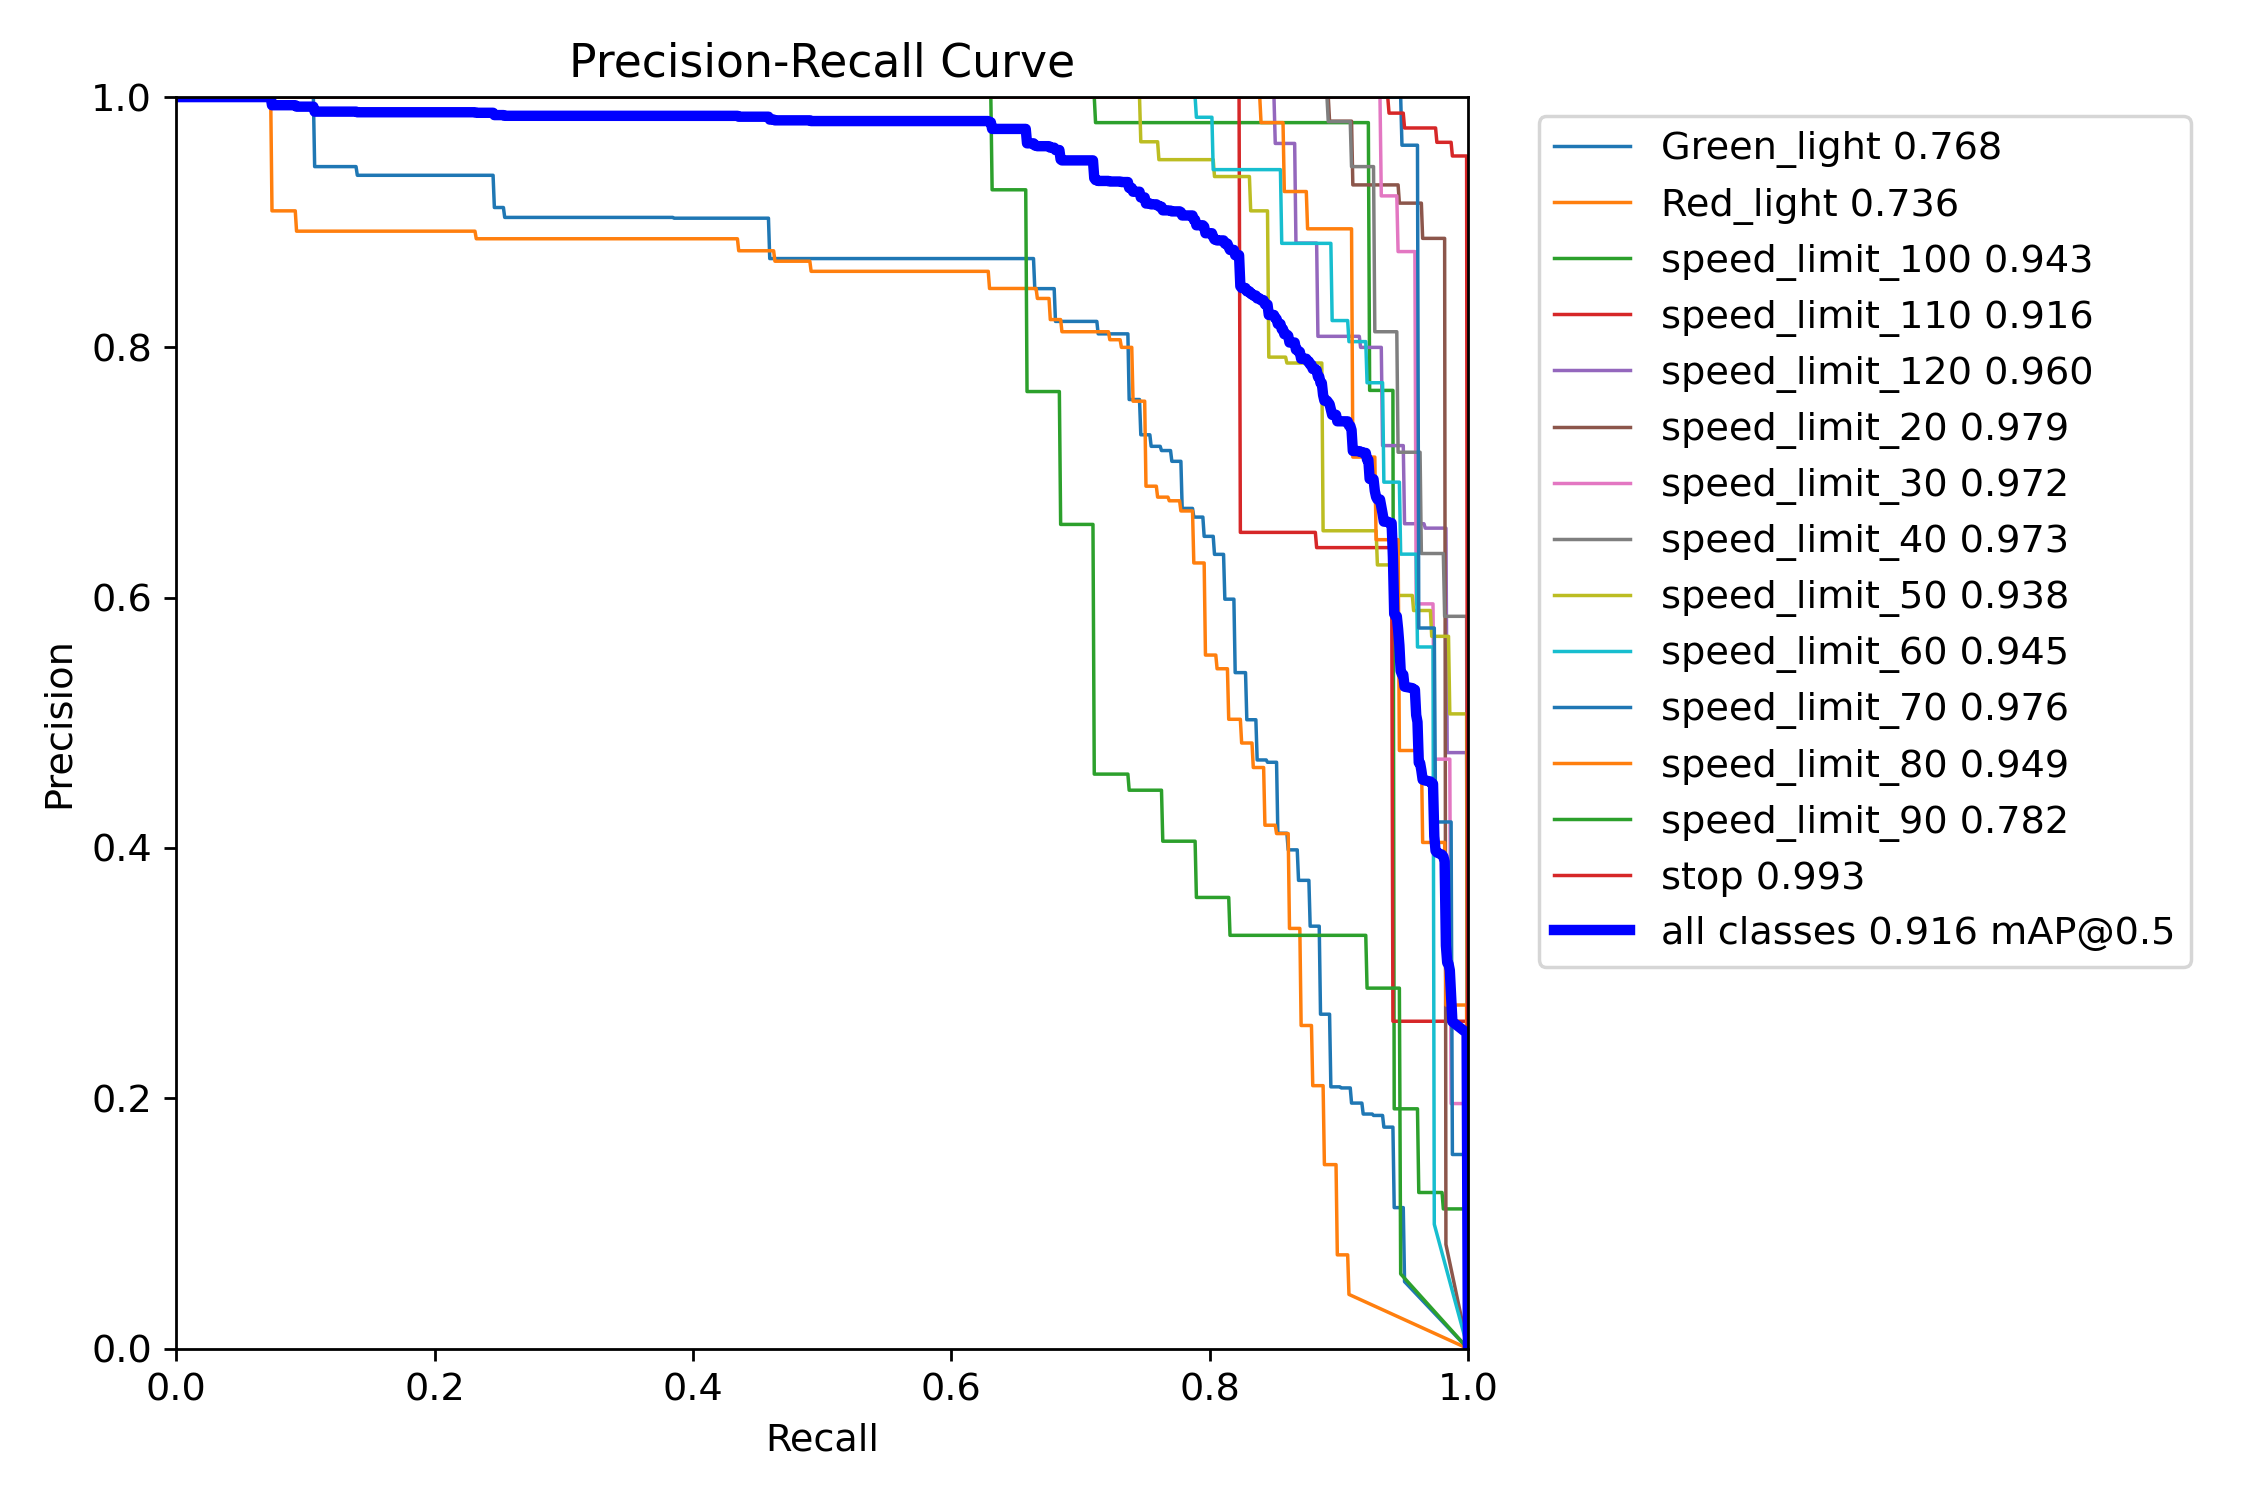 Precision-Recall Curve
1.0
0.8
0.6
0.4
0.2
0.0
Precision
0.0 0.2 0.4 0.6 0.8 1.0
Recall
Green_light 0.768
Red_light 0.736
speed_limit_100 0.943
speed_limit_110 0.916
speed_limit_120 0.960
speed_limit_20 0.979
speed_limit_30 0.972
speed_limit_40 0.973
speed_limit_50 0.938
speed_limit_60 0.945
speed_limit_70 0.976
speed_limit_80 0.949
speed_limit_90 0.782
stop 0.993
all classes 0.916 mAP@0.5